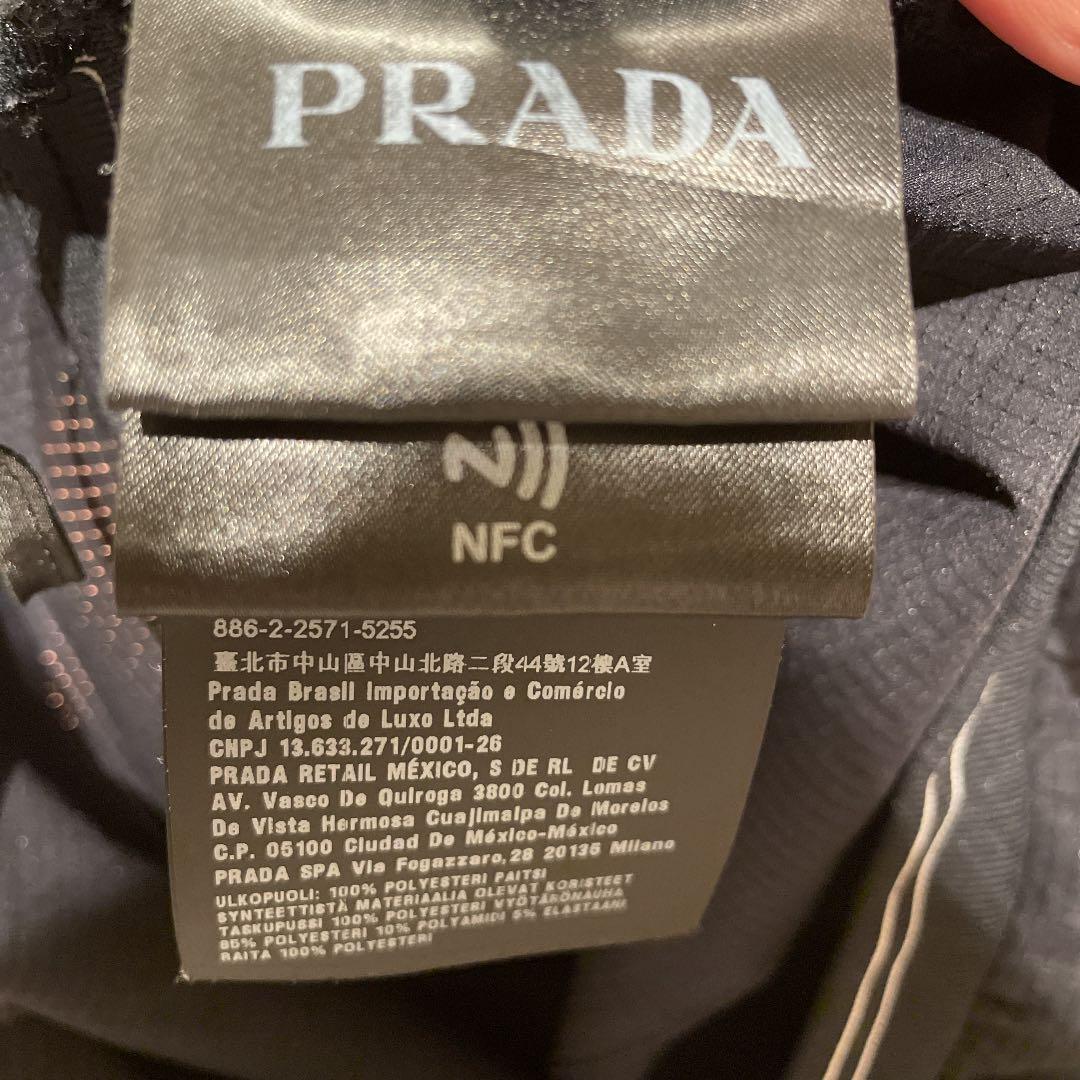 PRADA
NFC
886-2-2571-5255
臺北市中山區中山北路二段44號12樓A室
Prada Brasil Importação e Comércio
de Artigos de Luxo Ltda
CNPJ 13.633.271/0001-26
PRADA RETAIL MÉXICO, S DE RL DE CV
AV. Vasco De Quiroga 3800 Col. Lomas
De Vista Hermosa Cuajimalpa De Morelos
C.P. 05100 Ciudad De México-México
PRADA SPA Via Fogazzaro, 28 20135 Milano
ULKOPUOLI: 100% POLYESTERI PAITSI
SYNTEETTISTÄ MATERIAALIA OLEVAT KORISTEET
TASKUPUSSI 100% POLYESTERI VYÖTÄRÖNAUHA
85% POLYESTERI 10% POLYAMIDI 5% ELASTAANI
RAITA 100% POLYESTERI